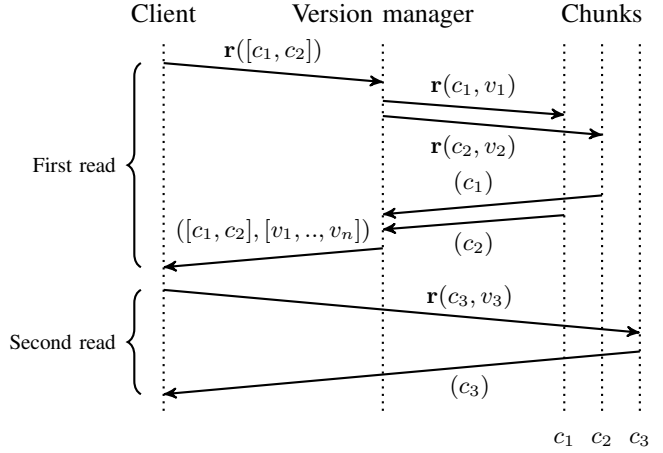 Client Version manager Chunks
r([c₁, c₂])
r(c₁, v₁)
r(c₂, v₂)
First read
(c₁)
([c₁, c₂], [v₁, .., vₙ])
(c₂)
r(c₃, v₃)
Second read
(c₃)
c₁ c₂ c₃